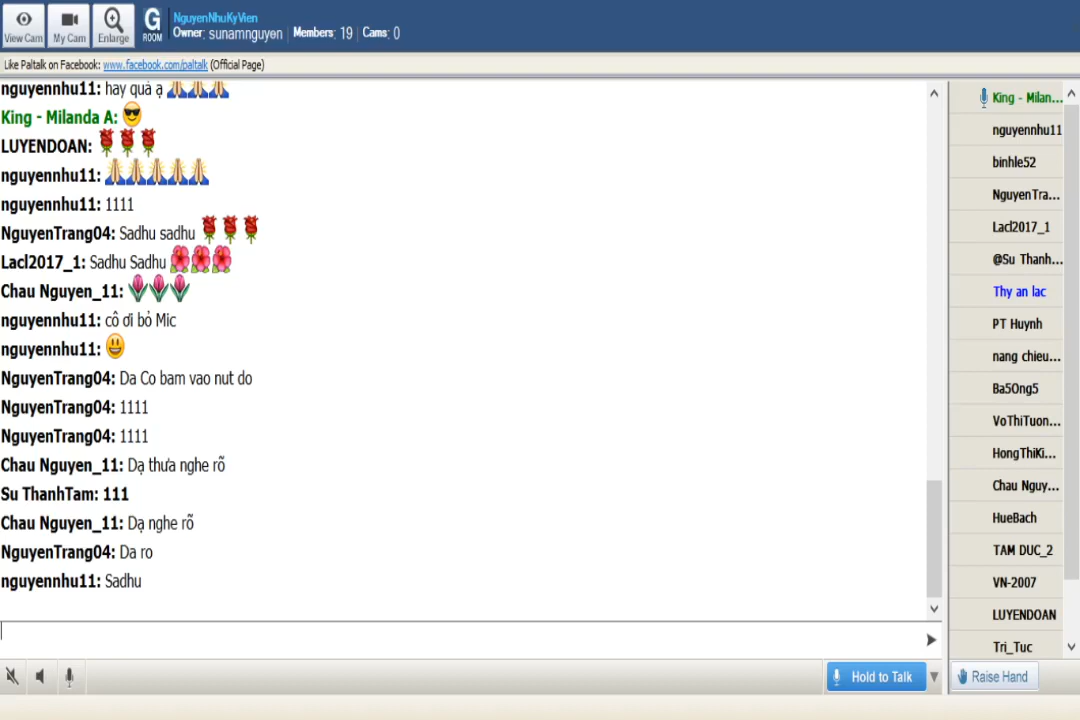 View Cam
My Cam
Enlarge
G
ROOM
NguyenNhuKyVien
Owner: sunamnguyen Members: 19 Cams: 0
Like Paltalk on Facebook: www.facebook.com/paltalk (Official Page)
nguyennhu11: hay quà ạ 🙏🙏🙏
King - Milanda A: 😎
LUYENDOAN: 🌹🌹🌹
nguyennhu11: 🙏🙏🙏🙏🙏
nguyennhu11: 1111
NguyenTrang04: Sadhu sadhu 🌹🌹🌹
Lacl2017_1: Sadhu Sadhu 🌺🌺🌺
Chau Nguyen_11: 🌷🌷🌷
nguyennhu11: cô ơi bỏ Mic
nguyennhu11: 😃
NguyenTrang04: Da Co bam vao nut do
NguyenTrang04: 1111
NguyenTrang04: 1111
Chau Nguyen_11: Dạ thưa nghe rõ
Su ThanhTam: 111
Chau Nguyen_11: Dạ nghe rõ
NguyenTrang04: Da ro
nguyennhu11: Sadhu
King - Milan...
nguyennhu11
binhle52
NguyenTra...
Lacl2017_1
@Su Thanh...
Thy an lac
PT Huynh
nang chieu...
Ba5Ong5
VoThiTuon...
HongThiKi...
Chau Nguy...
HueBach
TAM DUC_2
VN-2007
LUYENDOAN
Tri_Tuc
Hold to Talk
Raise Hand